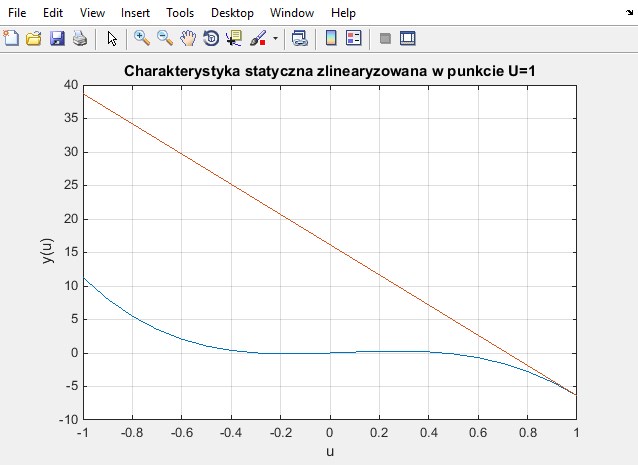 File Edit View Insert Tools Desktop Window Help
Charakterystyka statyczna zlinearyzowana w punkcie U=1
40
35
30
25
20
15
10
5
0
-5
-10
y(u)
-1 -0.8 -0.6 -0.4 -0.2 0 0.2 0.4 0.6 0.8 1
u